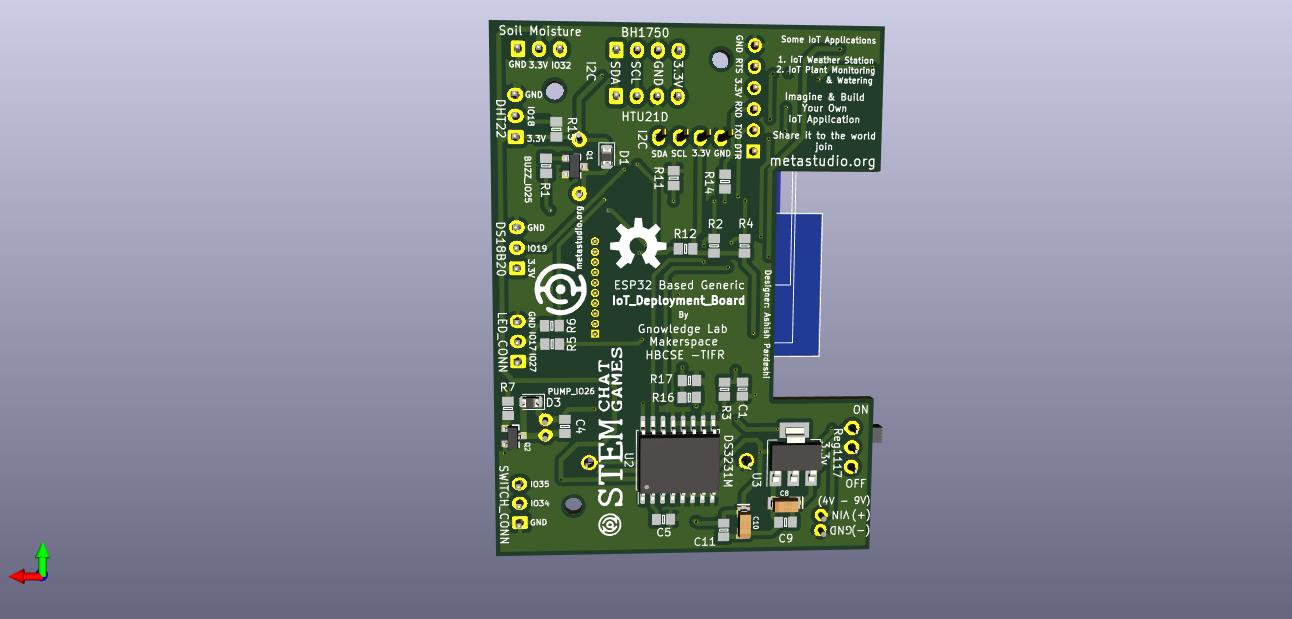 Soil Moisture
GND 3.3V IO32
BH1750
I2C
SDA
SCL
GND
3.3V
HTU21D
GND
RTS
3.3V
RXD
TXD
DTR
Some IoT Applications
1. IoT Weather Station
2. IoT Plant Monitoring
& Watering
Imagine & Build
Your Own
IoT Application
Share it to the world
join
metastudio.org
DHT22
GND
IO18
3.3V
I2C
SDA SCL 3.3V GND
Q1
D1
BUZZ_IO25
R1
R11
R14
DS18B20
GND
IO19
3.3V
metastudio.org
R12
R2
R4
ESP32 Based Generic
IoT_Deployment_Board
By
Gnowledge Lab
Makerspace
HBCSE -TIFR
Designer: Ashish Pardeshi
LED_CONN
GND
IO17
IO27
R6
R5
R7
D3
PUMP_IO26
C4
Q2
STEM
CHAT
GAMES
R17
R16
R3
C1
U2
DS3231M
U3
3.3V
Reg1117
ON
OFF
SWITCH_CONN
IO35
IO34
GND
C5
C11
C10
C8
C9
(4V - 9V)
(+) VIN
(-)GND